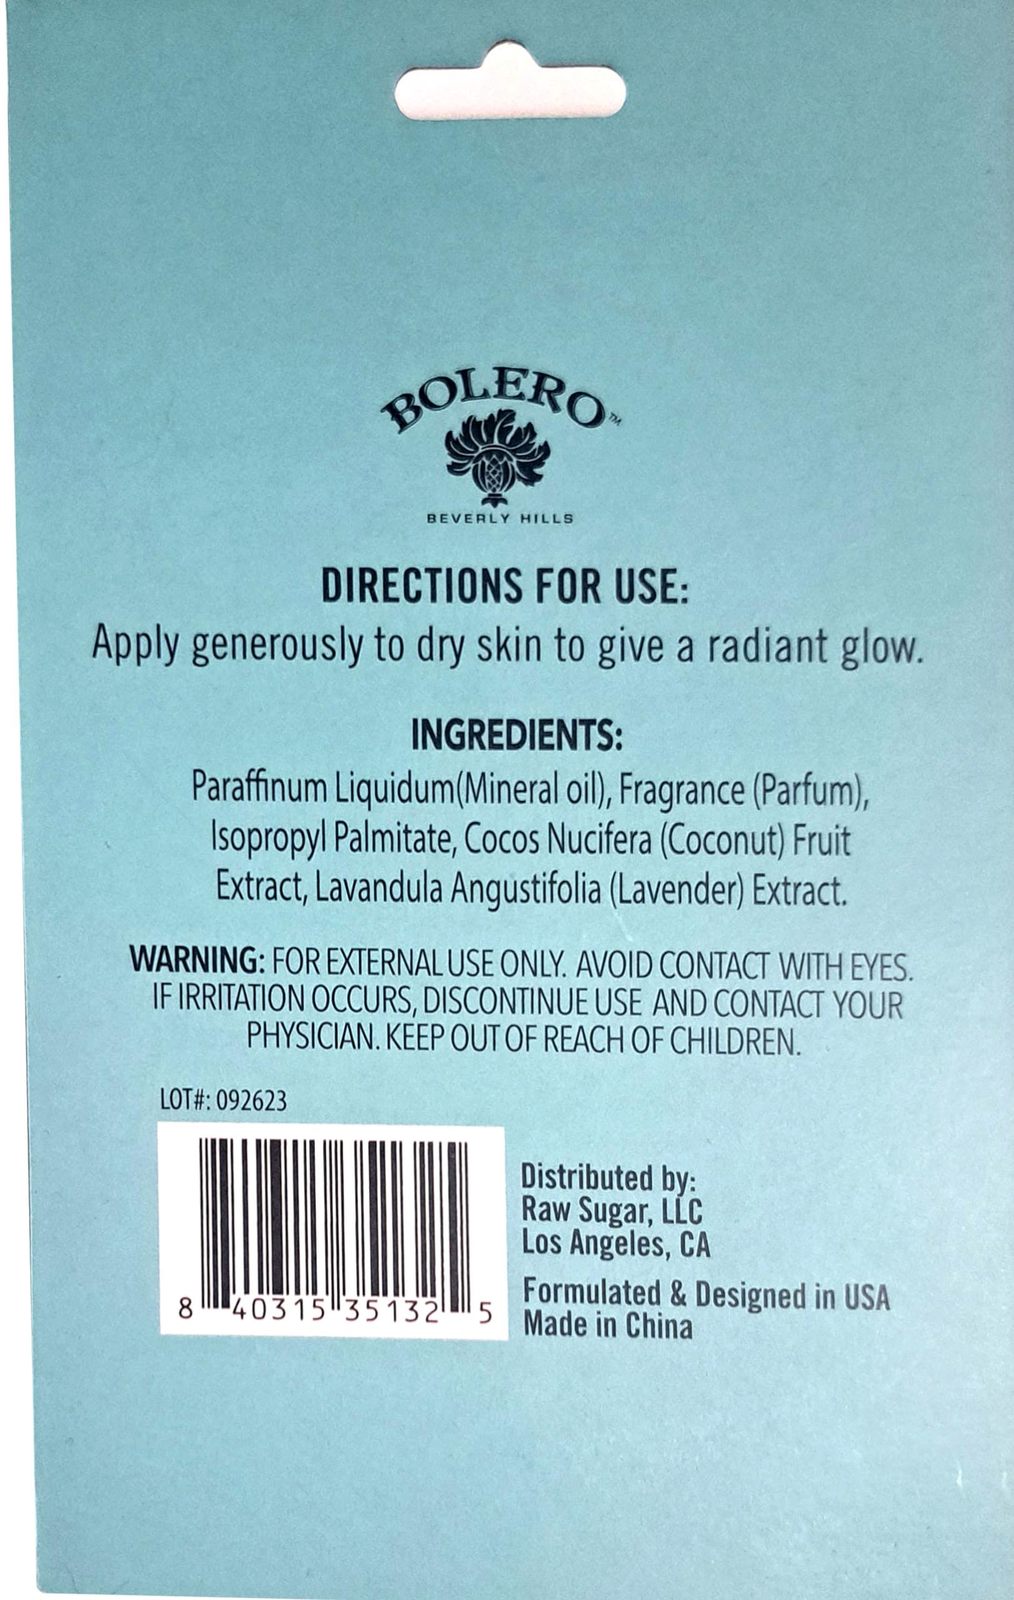 BOLERO™
BEVERLY HILLS
DIRECTIONS FOR USE:
Apply generously to dry skin to give a radiant glow.
INGREDIENTS:
Paraffinum Liquidum(Mineral oil), Fragrance (Parfum),
Isopropyl Palmitate, Cocos Nucifera (Coconut) Fruit
Extract, Lavandula Angustifolia (Lavender) Extract.
WARNING: FOR EXTERNAL USE ONLY. AVOID CONTACT WITH EYES.
IF IRRITATION OCCURS, DISCONTINUE USE AND CONTACT YOUR
PHYSICIAN. KEEP OUT OF REACH OF CHILDREN.
LOT#: 092623
8 40315 35132 5
Distributed by:
Raw Sugar, LLC
Los Angeles, CA
Formulated & Designed in USA
Made in China